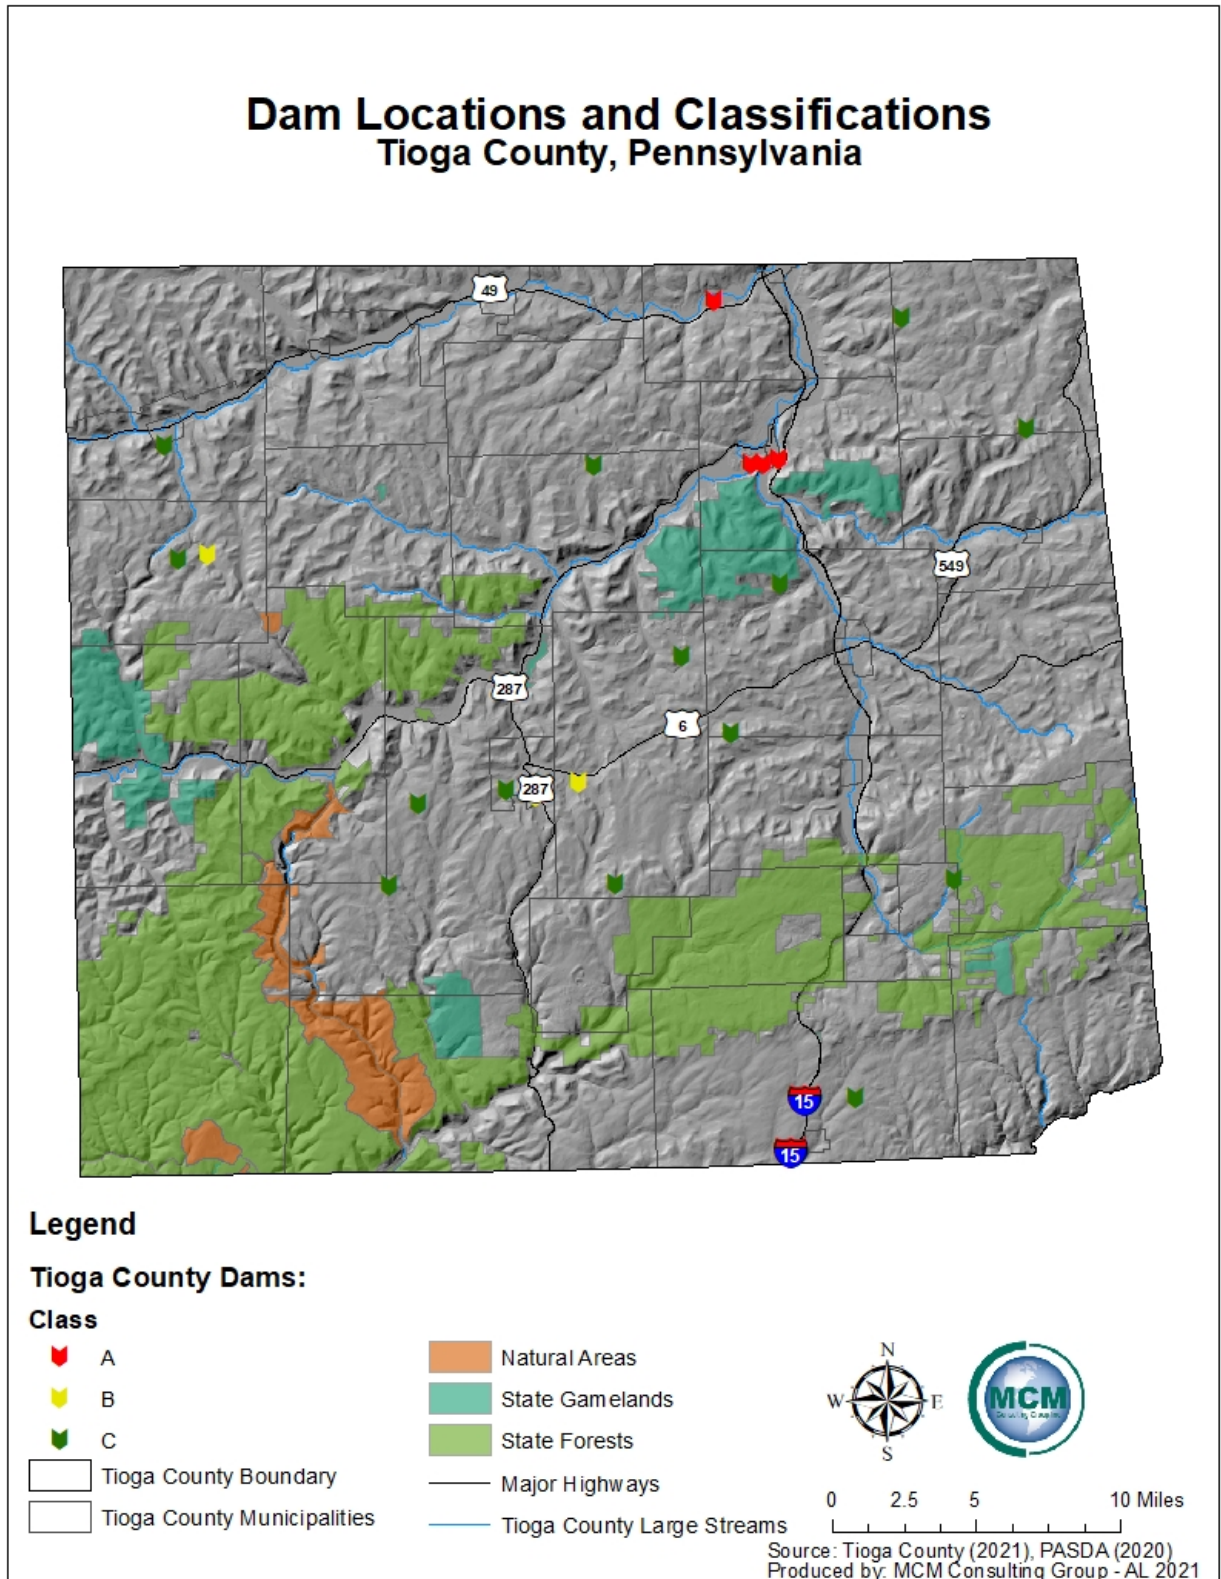 Dam Locations and Classifications
Tioga County, Pennsylvania
49
549
287
6
287
15
15
Legend
Tioga County Dams:
Class
A
B
C
Tioga County Boundary
Tioga County Municipalities
Natural Areas
State Gamelands
State Forests
Major Highways
Tioga County Large Streams
N
W E
S
MCM
0 2.5 5 10 Miles
Source: Tioga County (2021), PASDA (2020)
Produced by: MCM Consulting Group - AL 2021